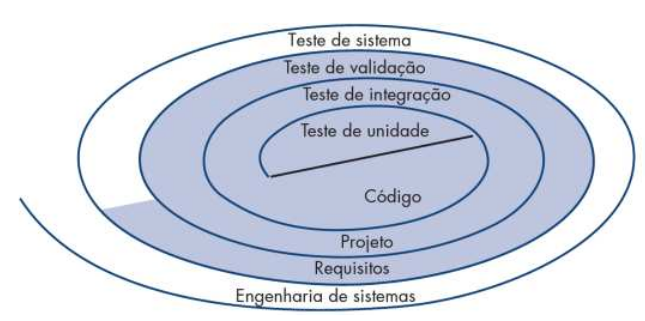 Teste de sistema
Teste de validação
Teste de integração
Teste de unidade
Código
Projeto
Requisitos
Engenharia de sistemas